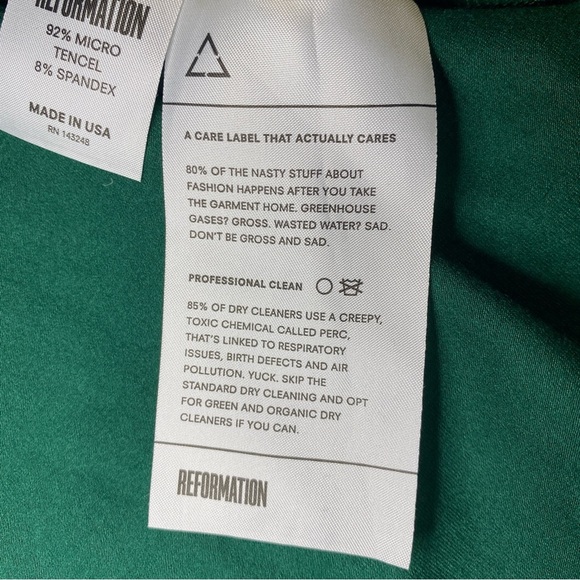 REFORMATION
92% MICRO
TENCEL
8% SPANDEX
MADE IN USA
RN 143248
A CARE LABEL THAT ACTUALLY CARES
80% OF THE NASTY STUFF ABOUT
FASHION HAPPENS AFTER YOU TAKE
THE GARMENT HOME. GREENHOUSE
GASES? GROSS. WASTED WATER? SAD.
DON'T BE GROSS AND SAD.
PROFESSIONAL CLEAN
85% OF DRY CLEANERS USE A CREEPY,
TOXIC CHEMICAL CALLED PERC,
THAT'S LINKED TO RESPIRATORY
ISSUES, BIRTH DEFECTS AND AIR
POLLUTION. YUCK. SKIP THE
STANDARD DRY CLEANING AND OPT
FOR GREEN AND ORGANIC DRY
CLEANERS IF YOU CAN.
REFORMATION